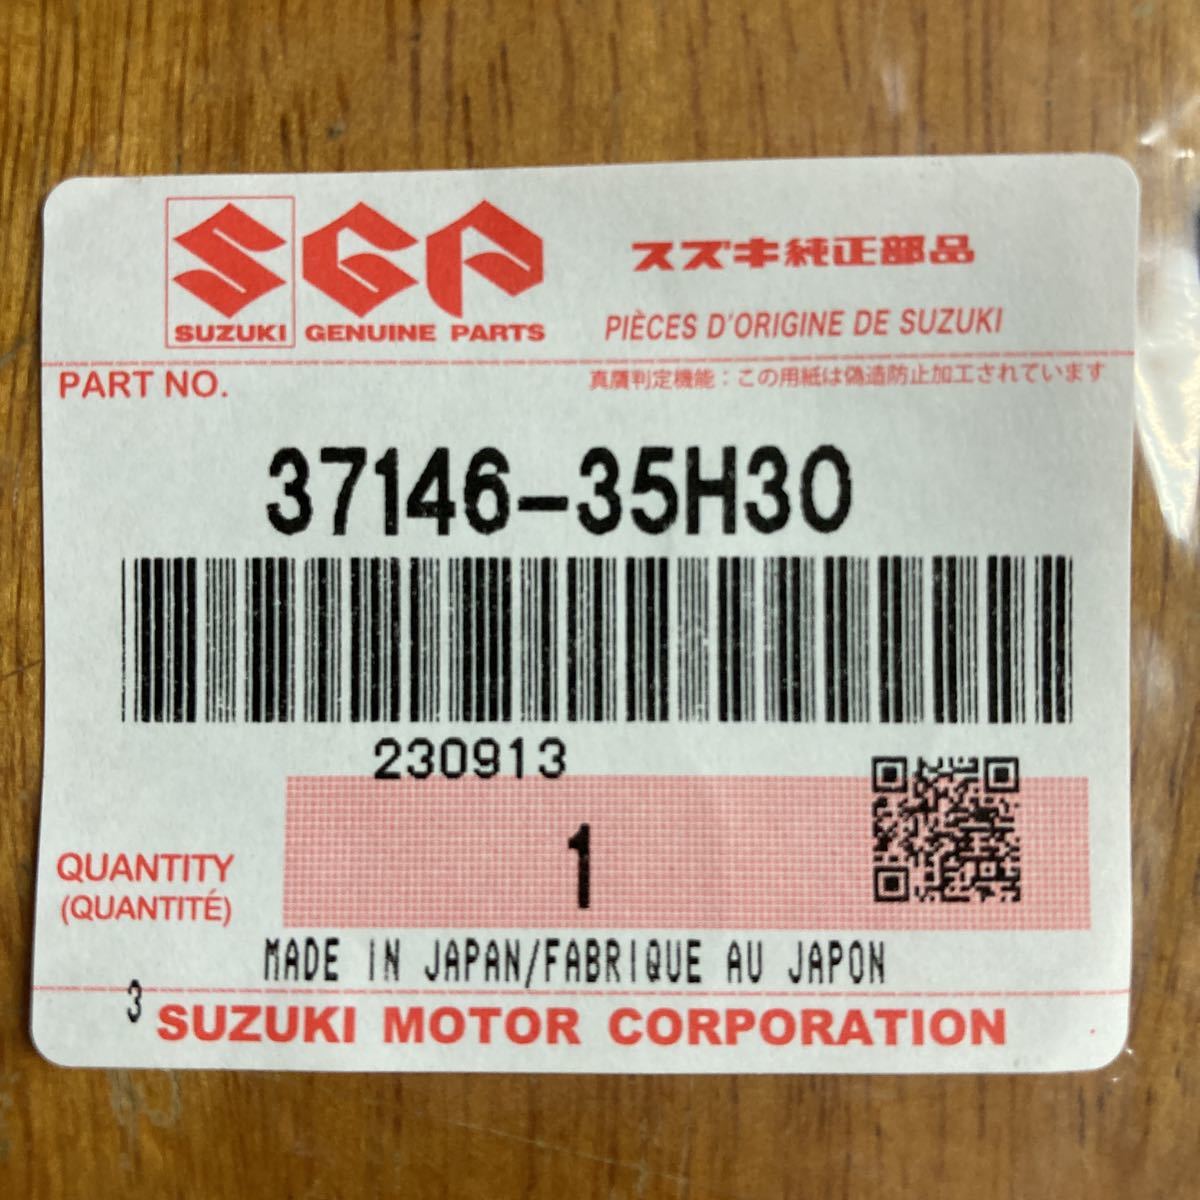 SGP
SUZUKI GENUINE PARTS
スズキ純正部品
PIÈCES D'ORIGINE DE SUZUKI
PART NO.
真贋判定機能：この用紙は偽造防止加工されています
37146-35H30
230913
QUANTITY
(QUANTITÉ)
1
MADE IN JAPAN/FABRIQUE AU JAPON
3
SUZUKI MOTOR CORPORATION